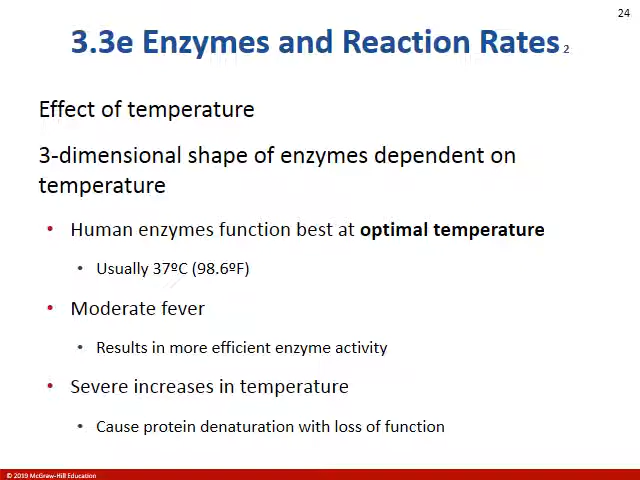 24
3.3e Enzymes and Reaction Rates 2
Effect of temperature
3-dimensional shape of enzymes dependent on
temperature
• Human enzymes function best at optimal temperature
• Usually 37ºC (98.6ºF)
• Moderate fever
• Results in more efficient enzyme activity
• Severe increases in temperature
• Cause protein denaturation with loss of function
© 2019 McGraw-Hill Education